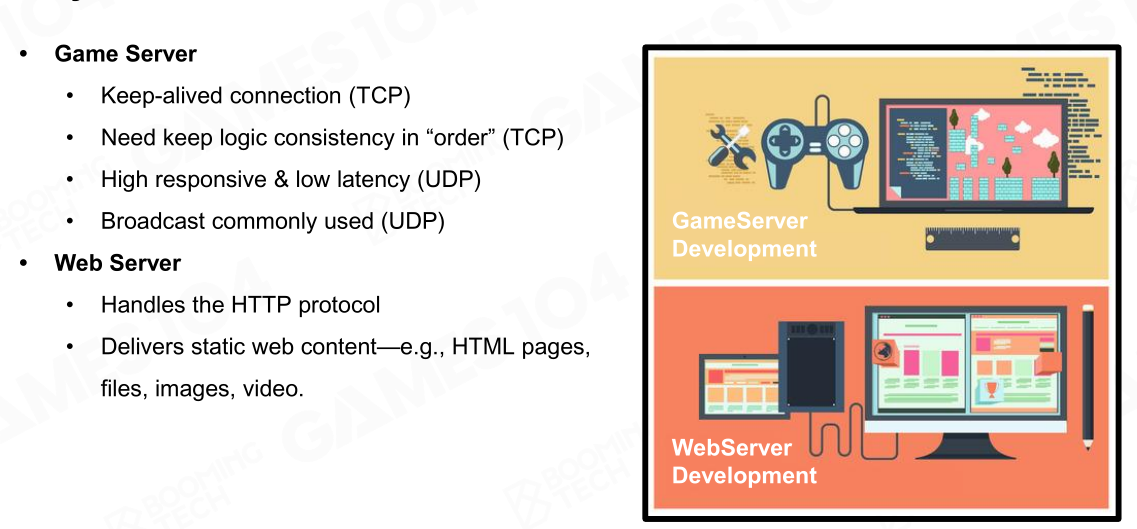 • Game Server
• Keep-alived connection (TCP)
• Need keep logic consistency in “order” (TCP)
• High responsive & low latency (UDP)
• Broadcast commonly used (UDP)
• Web Server
• Handles the HTTP protocol
• Delivers static web content—e.g., HTML pages,
files, images, video.
GameServer
Development
WebServer
Development
GAMES104
BOOMING
TECH